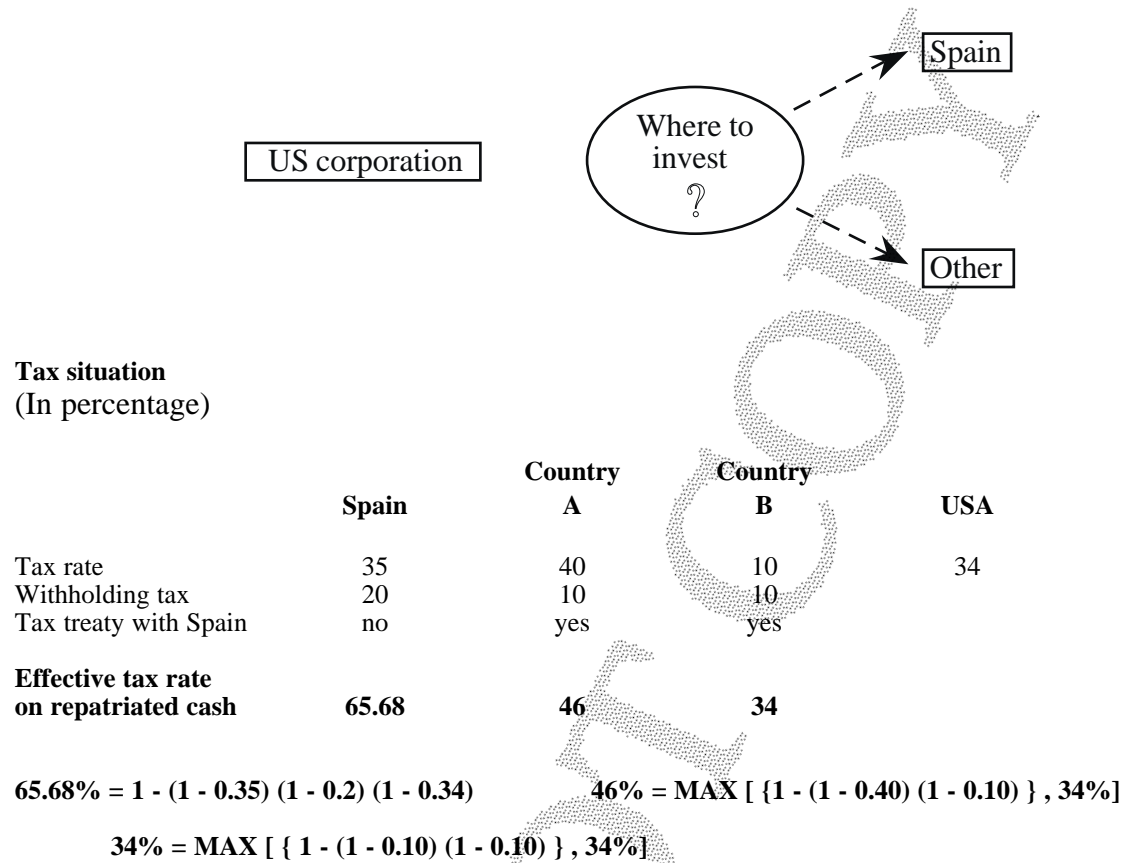 Spain
Where to
invest
?
US corporation
Other
Tax situation
(In percentage)
Country Country
Spain A B USA
Tax rate 35 40 10 34
Withholding tax 20 10 10
Tax treaty with Spain no yes yes
Effective tax rate
on repatriated cash 65.68 46 34
65.68% = 1 - (1 - 0.35) (1 - 0.2) (1 - 0.34) 46% = MAX [ {1 - (1 - 0.40) (1 - 0.10) } , 34%]
34% = MAX [ { 1 - (1 - 0.10) (1 - 0.10) } , 34%]
COPY